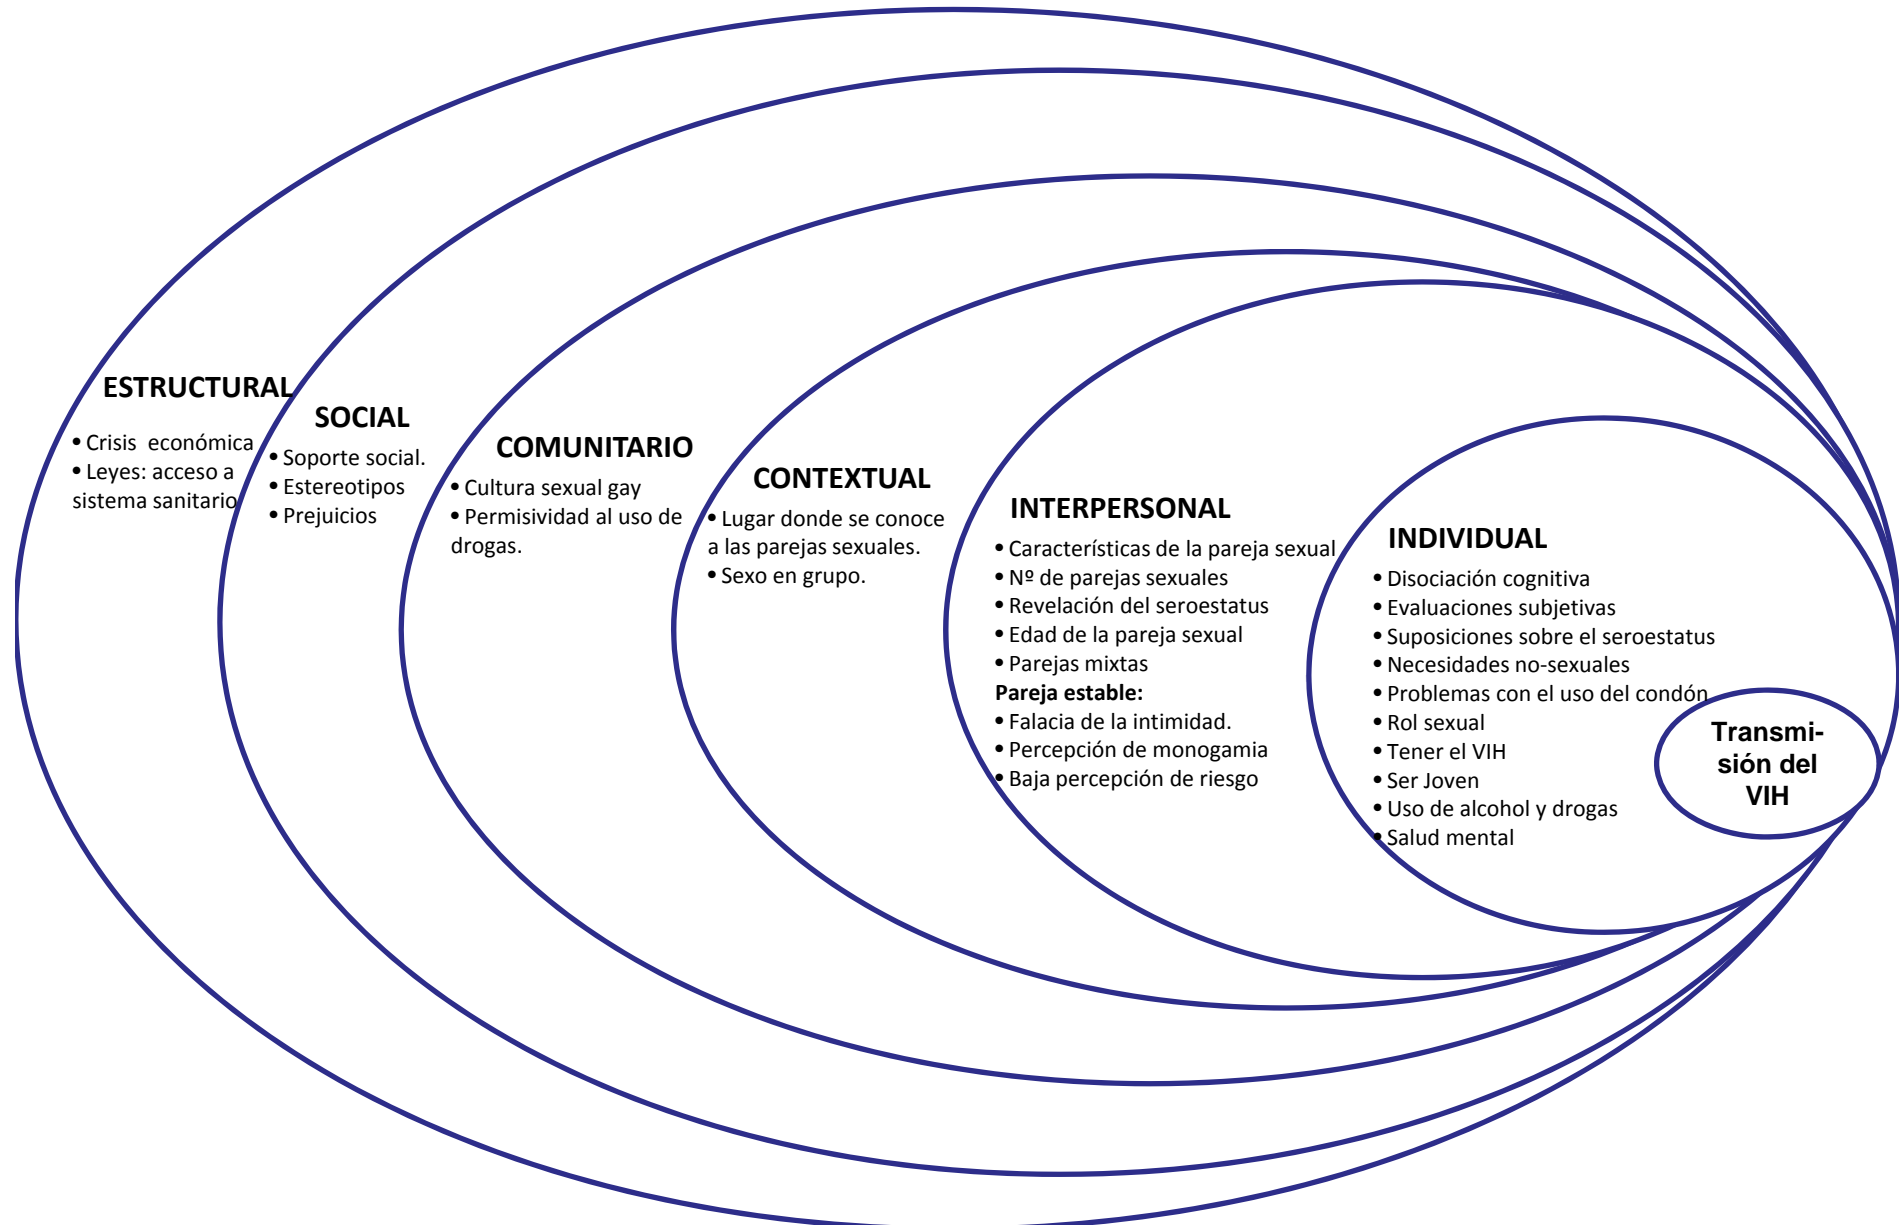 ESTRUCTURAL
• Crisis económica
• Leyes: acceso a
sistema sanitario
SOCIAL
• Soporte social.
• Estereotipos
• Prejuicios
COMUNITARIO
• Cultura sexual gay
• Permisividad al uso de
drogas.
CONTEXTUAL
• Lugar donde se conoce
a las parejas sexuales.
• Sexo en grupo.
INTERPERSONAL
• Características de la pareja sexual
• Nº de parejas sexuales
• Revelación del seroestatus
• Edad de la pareja sexual
• Parejas mixtas
Pareja estable:
• Falacia de la intimidad.
• Percepción de monogamia
• Baja percepción de riesgo
INDIVIDUAL
• Disociación cognitiva
• Evaluaciones subjetivas
• Suposiciones sobre el seroestatus
• Necesidades no-sexuales
• Problemas con el uso del condón
• Rol sexual
• Tener el VIH
• Ser Joven
• Uso de alcohol y drogas
• Salud mental
Transmi-
sión del
VIH